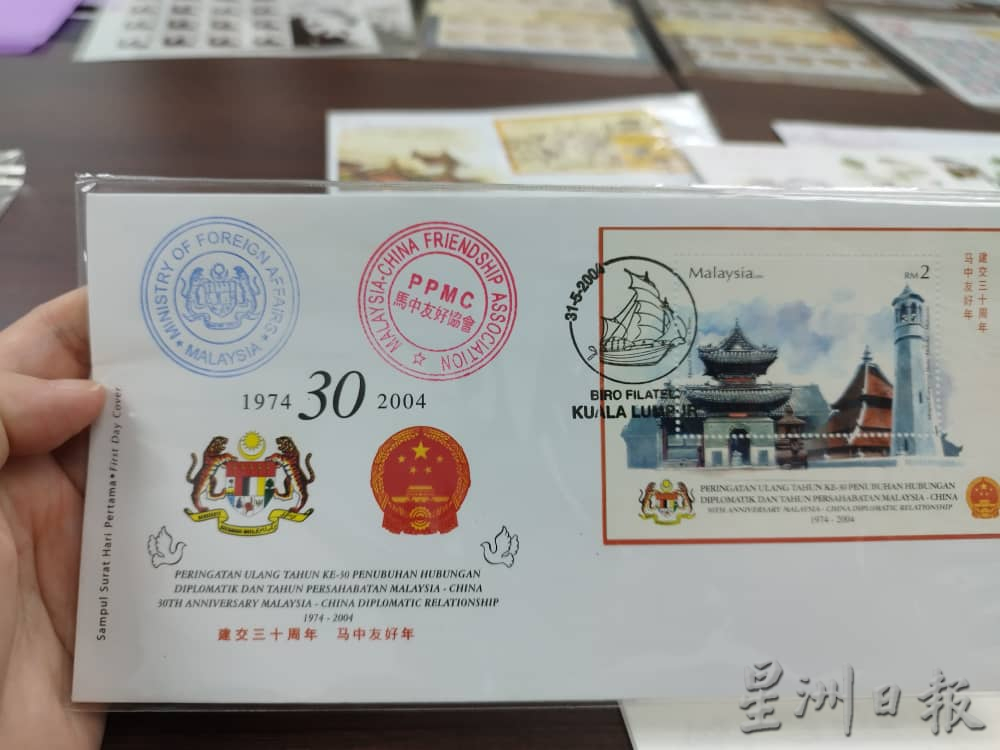 MINISTRY OF FOREIGN AFFAIRS
★ MALAYSIA ★
MALAYSIA-CHINA FRIENDSHIP ASSOCIATION
PPMC
馬中友好協會
1974 30 2004
Sampul Surat Hari Pertama • First Day Cover
PERINGATAN ULANG TAHUN KE-30 PENUBUHAN HUBUNGAN
DIPLOMATIK DAN TAHUN PERSAHABATAN MALAYSIA - CHINA
30TH ANNIVERSARY MALAYSIA - CHINA DIPLOMATIC RELATIONSHIP
1974 - 2004
建交三十周年 马中友好年
31-5-2004
BIRO FILATELI
KUALA LUMPUR
Malaysia
RM2
建交三十周年
马中友好年
PERINGATAN ULANG TAHUN KE-30 PENUBUHAN HUBUNGAN
DIPLOMATIK DAN TAHUN PERSAHABATAN MALAYSIA - CHINA
30TH ANNIVERSARY MALAYSIA - CHINA DIPLOMATIC RELATIONSHIP
1974 - 2004
星洲日報